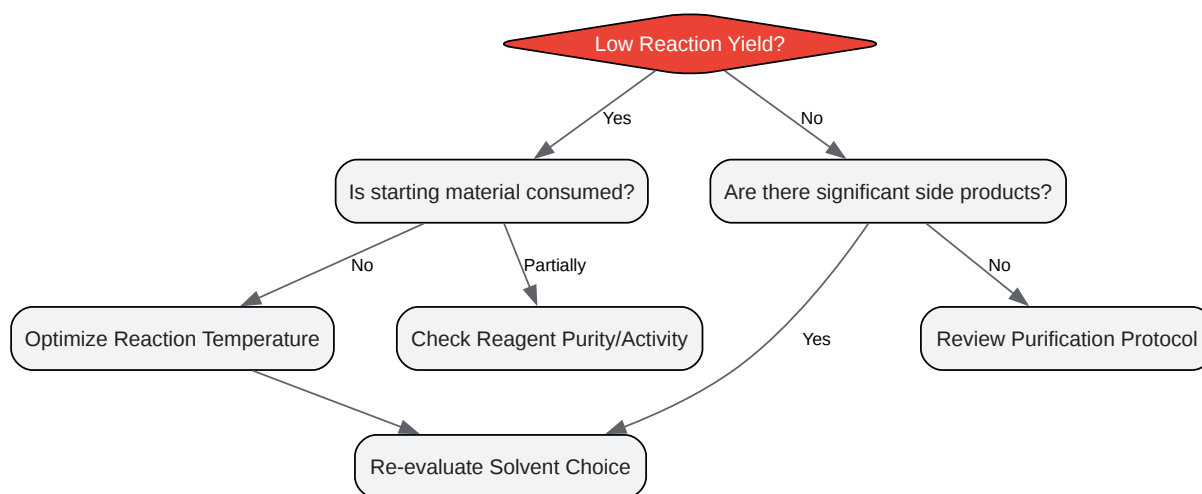 Low Reaction Yield?
Yes
No
Is starting material consumed?
Are there significant side products?
No
Partially
No
Optimize Reaction Temperature
Check Reagent Purity/Activity
Yes
Review Purification Protocol
Re-evaluate Solvent Choice